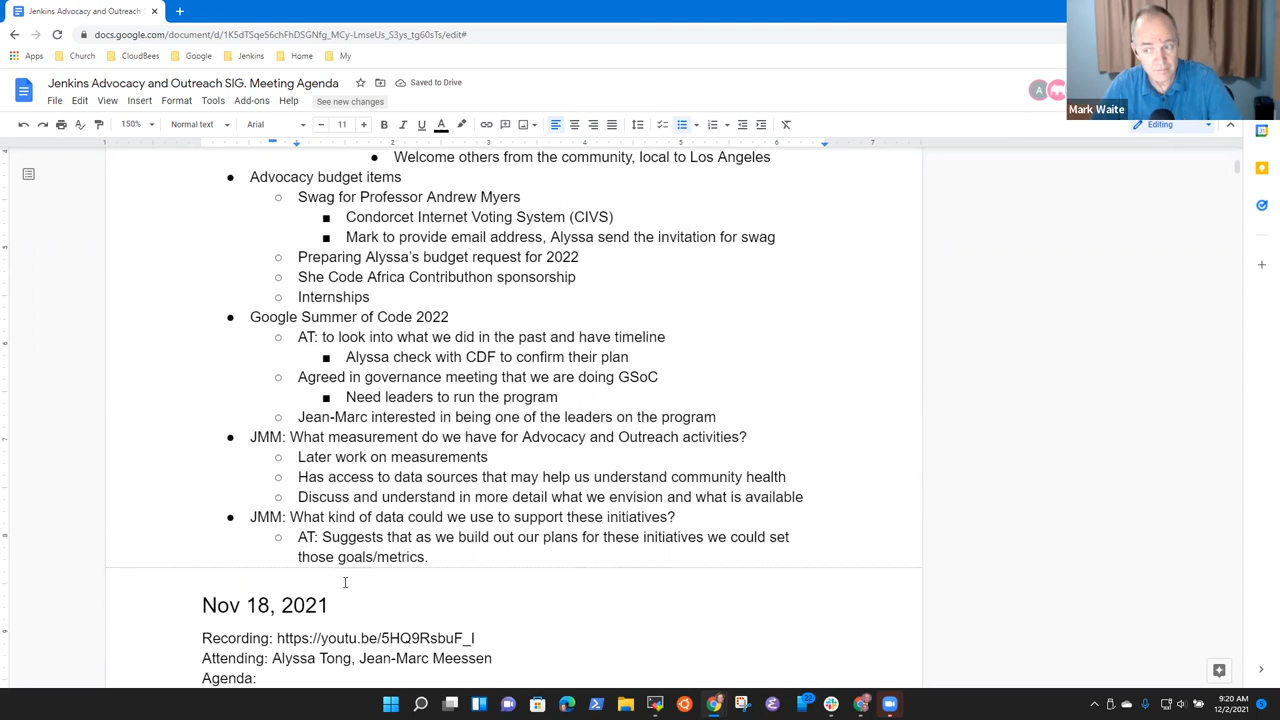 Jenkins Advocacy and Outreach
docs.google.com/document/d/1K5dTSqe56chFhDSGNfg_MCy-LmseUs_S3ys_tg60sTs/edit#
Apps Church CloudBees Google Jenkins Home My
Jenkins Advocacy and Outreach SIG. Meeting Agenda Saved to Drive
File Edit View Insert Format Tools Add-ons Help See new changes
A
Mark Waite
150% Normal text Arial 11 Editing
1 1 2 3 4 5 6 7
Welcome others from the community, local to Los Angeles
Advocacy budget items
Swag for Professor Andrew Myers
Condorcet Internet Voting System (CIVS)
Mark to provide email address, Alyssa send the invitation for swag
Preparing Alyssa's budget request for 2022
She Code Africa Contributhon sponsorship
Internships
Google Summer of Code 2022
AT: to look into what we did in the past and have timeline
Alyssa check with CDF to confirm their plan
Agreed in governance meeting that we are doing GSoC
Need leaders to run the program
Jean-Marc interested in being one of the leaders on the program
JMM: What measurement do we have for Advocacy and Outreach activities?
Later work on measurements
Has access to data sources that may help us understand community health
Discuss and understand in more detail what we envision and what is available
JMM: What kind of data could we use to support these initiatives?
AT: Suggests that as we build out our plans for these initiatives we could set
those goals/metrics.
Nov 18, 2021
Recording: https://youtu.be/5HQ9RsbuF_I
Attending: Alyssa Tong, Jean-Marc Meessen
Agenda:
23
9:20 AM
12/2/2021